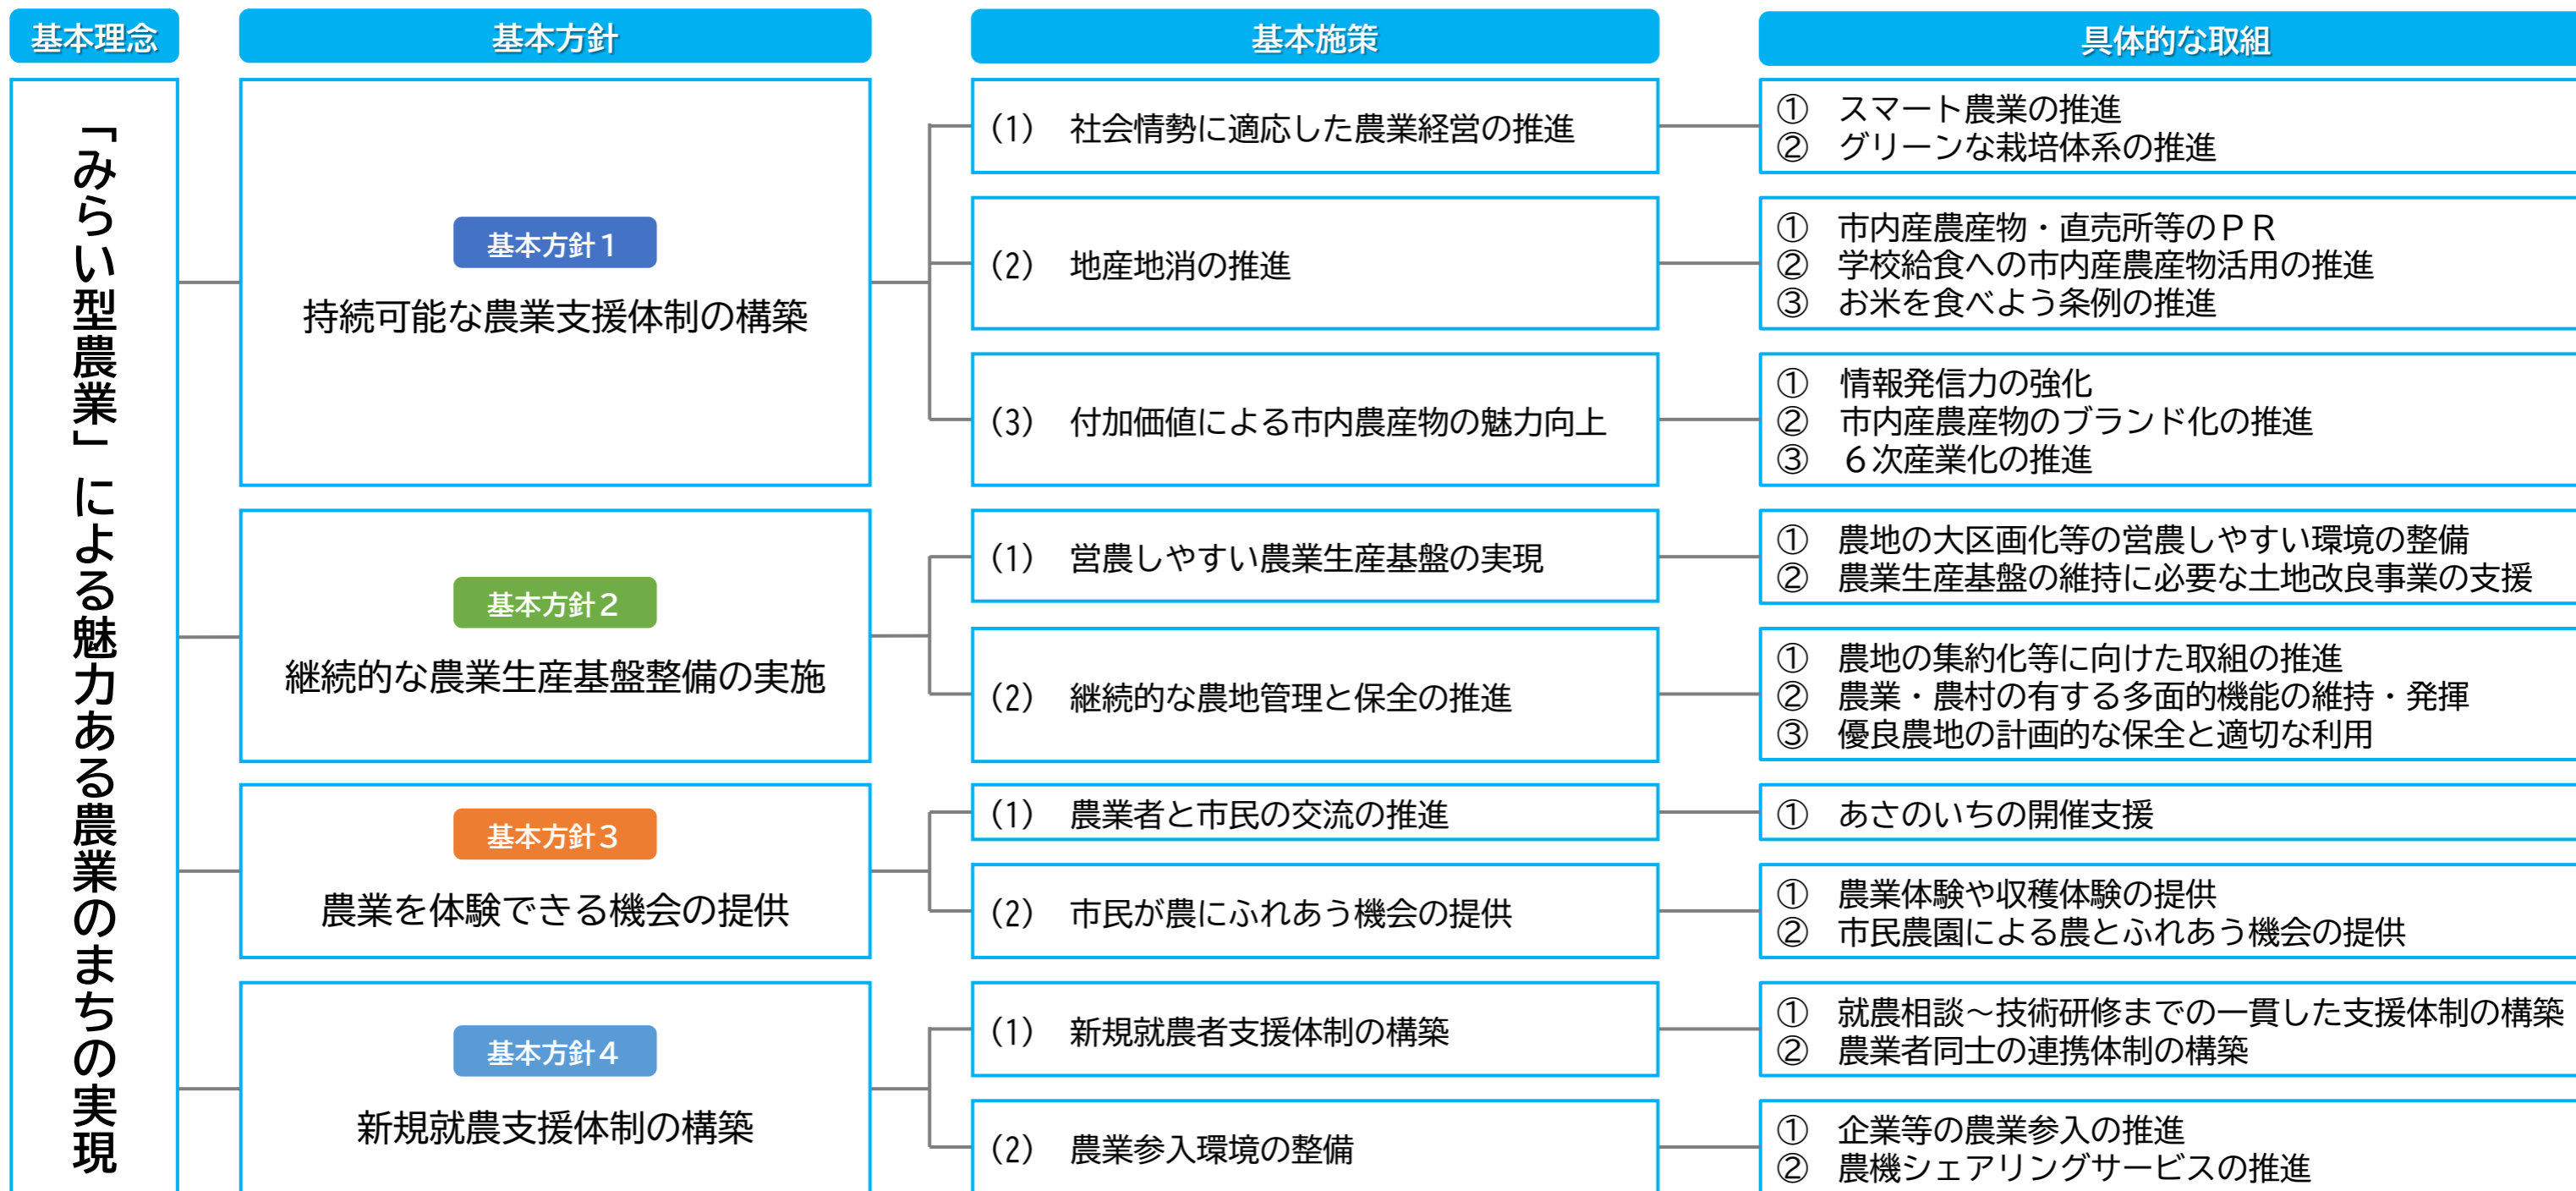 基本理念
基本方針
基本施策
具体的な取組
「みらい型農業」による魅力ある農業のまちの実現
基本方針１
持続可能な農業支援体制の構築
(1)　社会情勢に適応した農業経営の推進
①　スマート農業の推進
②　グリーンな栽培体系の推進
(2)　地産地消の推進
①　市内産農産物・直売所等のＰＲ
②　学校給食への市内産農産物活用の推進
③　お米を食べよう条例の推進
(3)　付加価値による市内農産物の魅力向上
①　情報発信力の強化
②　市内産農産物のブランド化の推進
③　６次産業化の推進
基本方針２
継続的な農業生産基盤整備の実施
(1)　営農しやすい農業生産基盤の実現
①　農地の大区画化等の営農しやすい環境の整備
②　農業生産基盤の維持に必要な土地改良事業の支援
(2)　継続的な農地管理と保全の推進
①　農地の集約化等に向けた取組の推進
②　農業・農村の有する多面的機能の維持・発揮
③　優良農地の計画的な保全と適切な利用
基本方針３
農業を体験できる機会の提供
(1)　農業者と市民の交流の推進
①　あさのいちの開催支援
(2)　市民が農にふれあう機会の提供
①　農業体験や収穫体験の提供
②　市民農園による農とふれあう機会の提供
基本方針４
新規就農支援体制の構築
(1)　新規就農者支援体制の構築
①　就農相談～技術研修までの一貫した支援体制の構築
②　農業者同士の連携体制の構築
(2)　農業参入環境の整備
①　企業等の農業参入の推進
②　農機シェアリングサービスの推進